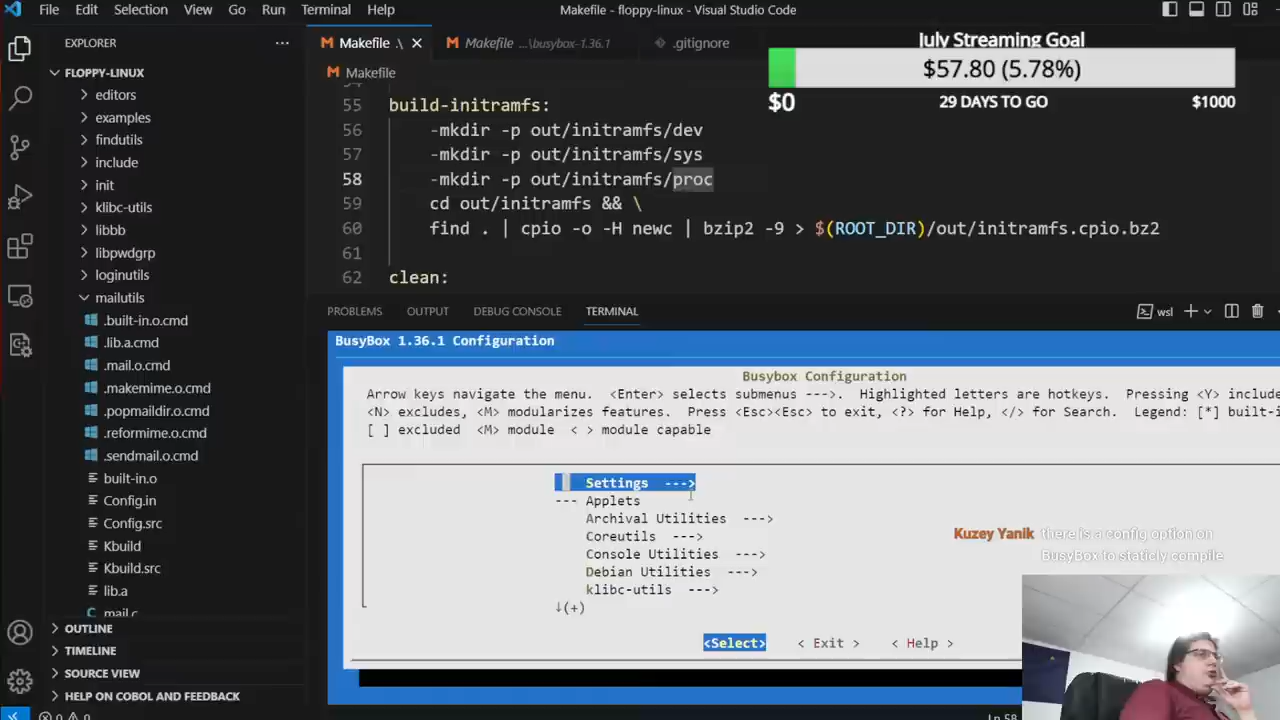 File Edit Selection View Go Run Terminal Help
Makefile - floppy-linux - Visual Studio Code
EXPLORER
Makefile .\
Makefile ...\busybox-1.36.1
.gitignore
July Streaming Goal
$57.80 (5.78%)
$0
29 DAYS TO GO
$1000
FLOPPY-LINUX
Makefile
editors
examples
findutils
include
init
klibc-utils
libbb
libpwdgrp
loginutils
mailutils
.built-in.o.cmd
.lib.a.cmd
.mail.o.cmd
.makemime.o.cmd
.popmaildir.o.cmd
.reformime.o.cmd
.sendmail.o.cmd
built-in.o
Config.in
Config.src
Kbuild
Kbuild.src
lib.a
mail.c
OUTLINE
TIMELINE
SOURCE VIEW
HELP ON COBOL AND FEEDBACK
55 build-initramfs:
56 -mkdir -p out/initramfs/dev
57 -mkdir -p out/initramfs/sys
58 -mkdir -p out/initramfs/proc
59 cd out/initramfs && \
60 find . | cpio -o -H newc | bzip2 -9 > $(ROOT_DIR)/out/initramfs.cpio.bz2
61
62 clean:
PROBLEMS OUTPUT DEBUG CONSOLE TERMINAL
wsl
BusyBox 1.36.1 Configuration
Busybox Configuration
Arrow keys navigate the menu. <Enter> selects submenus --->. Highlighted letters are hotkeys. Pressing <Y> include
<N> excludes, <M> modularizes features. Press <Esc><Esc> to exit, <?> for Help, </> for Search. Legend: [*] built-i
[ ] excluded <M> module < > module capable
Settings --->
--- Applets
Archival Utilities --->
Coreutils --->
Console Utilities --->
Debian Utilities --->
klibc-utils --->
↓(+)
<Select> < Exit > < Help >
Kuzey Yanik there is a config option on
BusyBox to staticly compile
0 0
Ln 58